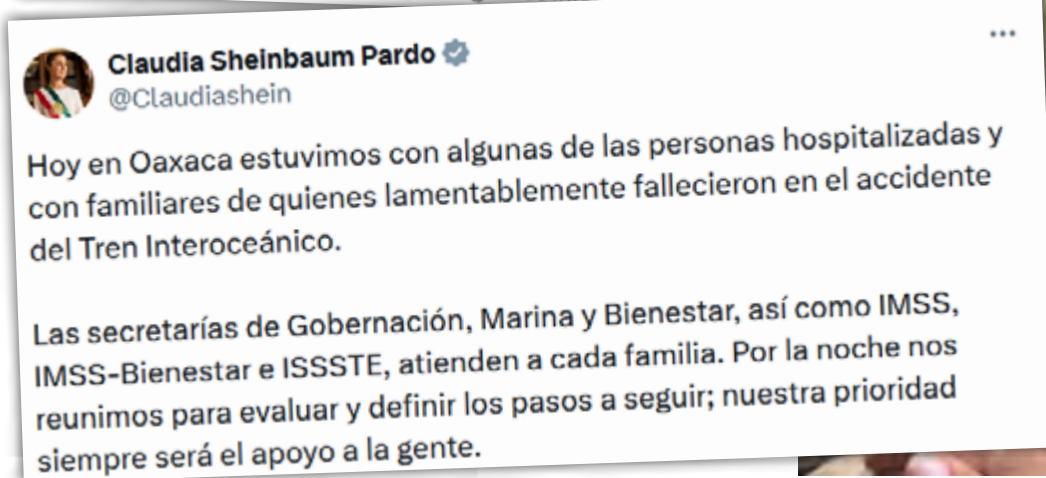 Claudia Sheinbaum Pardo
@Claudiashein
Hoy en Oaxaca estuvimos con algunas de las personas hospitalizadas y
con familiares de quienes lamentablemente fallecieron en el accidente
del Tren Interoceánico.
Las secretarías de Gobernación, Marina y Bienestar, así como IMSS,
IMSS-Bienestar e ISSSTE, atienden a cada familia. Por la noche nos
reunimos para evaluar y definir los pasos a seguir; nuestra prioridad
siempre será el apoyo a la gente.